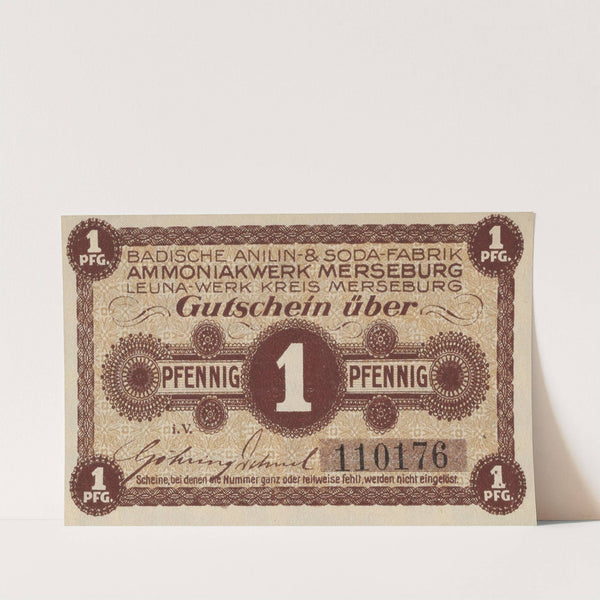 1 PFG. 1 PFG.
BADISCHE ANILIN-& SODA-FABRIK
AMMONIAKWERK MERSEBURG
LEUNA-WERK KREIS MERSEBURG
Gutschein über
PFENNIG 1 PFENNIG
i.V.
110176
1 PFG. 1 PFG.
Scheine, bei denen die Nummer ganz oder teilweise fehlt, werden nicht eingelöst.